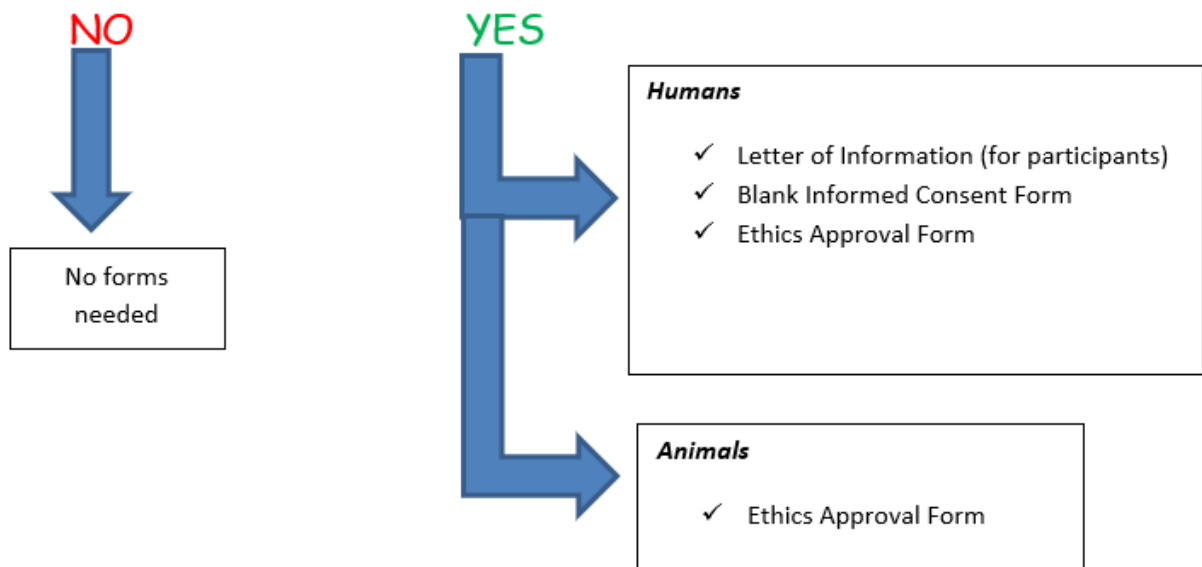 NO
YES
No forms
needed
Humans
✓ Letter of Information (for participants)
✓ Blank Informed Consent Form
✓ Ethics Approval Form
Animals
✓ Ethics Approval Form